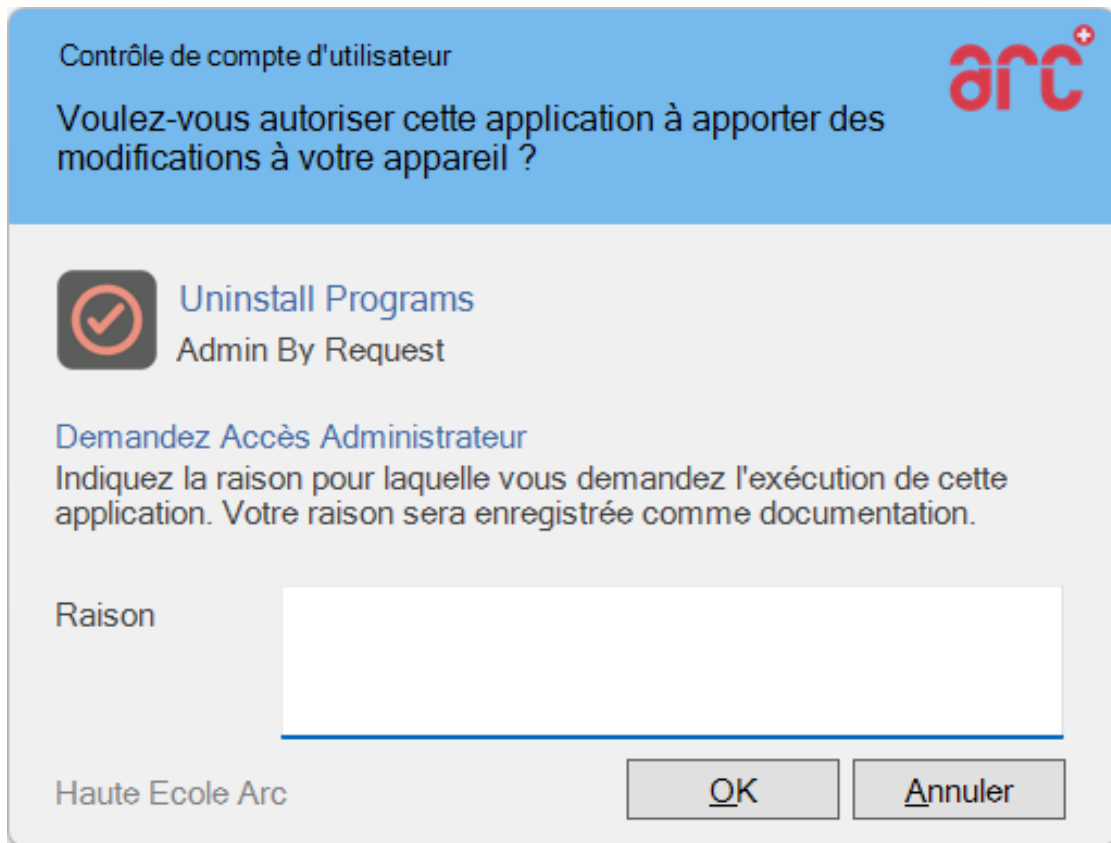 Contrôle de compte d'utilisateur
arc
Voulez-vous autoriser cette application à apporter des
modifications à votre appareil ?
Uninstall Programs
Admin By Request
Demandez Accès Administrateur
Indiquez la raison pour laquelle vous demandez l'exécution de cette
application. Votre raison sera enregistrée comme documentation.
Raison
Haute Ecole Arc
OK
Annuler